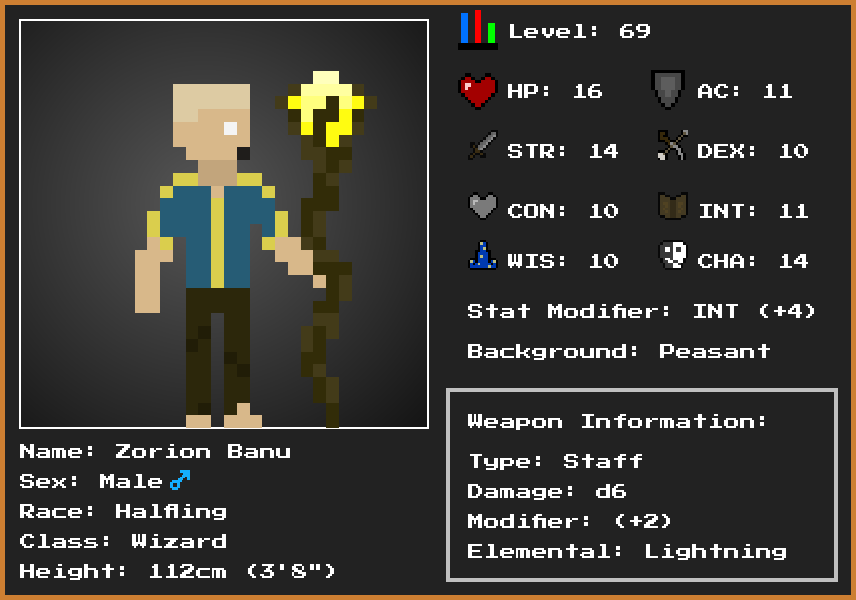 Level: 69
HP: 16
AC: 11
STR: 14
DEX: 10
CON: 10
INT: 11
WIS: 10
CHA: 14
Stat Modifier: INT (+4)
Background: Peasant
Weapon Information:
Type: Staff
Damage: d6
Modifier: (+2)
Elemental: Lightning
Name: Zorion Banu
Sex: Male♂
Race: Halfling
Class: Wizard
Height: 112cm (3'8")